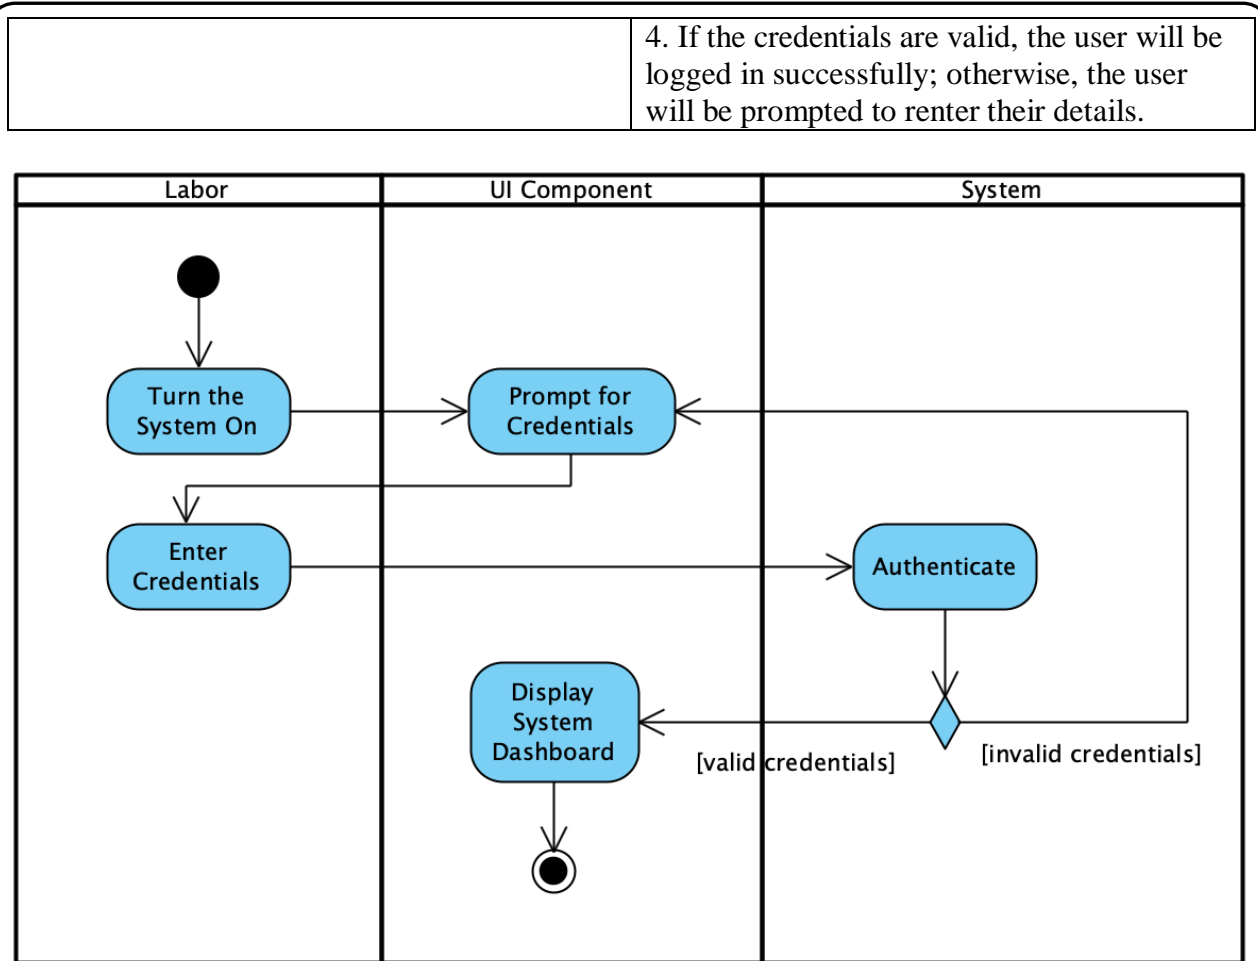 4. If the credentials are valid, the user will be
logged in successfully; otherwise, the user
will be prompted to renter their details.
Labor
UI Component
System
Turn the
System On
Prompt for
Credentials
Enter
Credentials
Authenticate
Display
System
Dashboard
[valid credentials]
[invalid credentials]